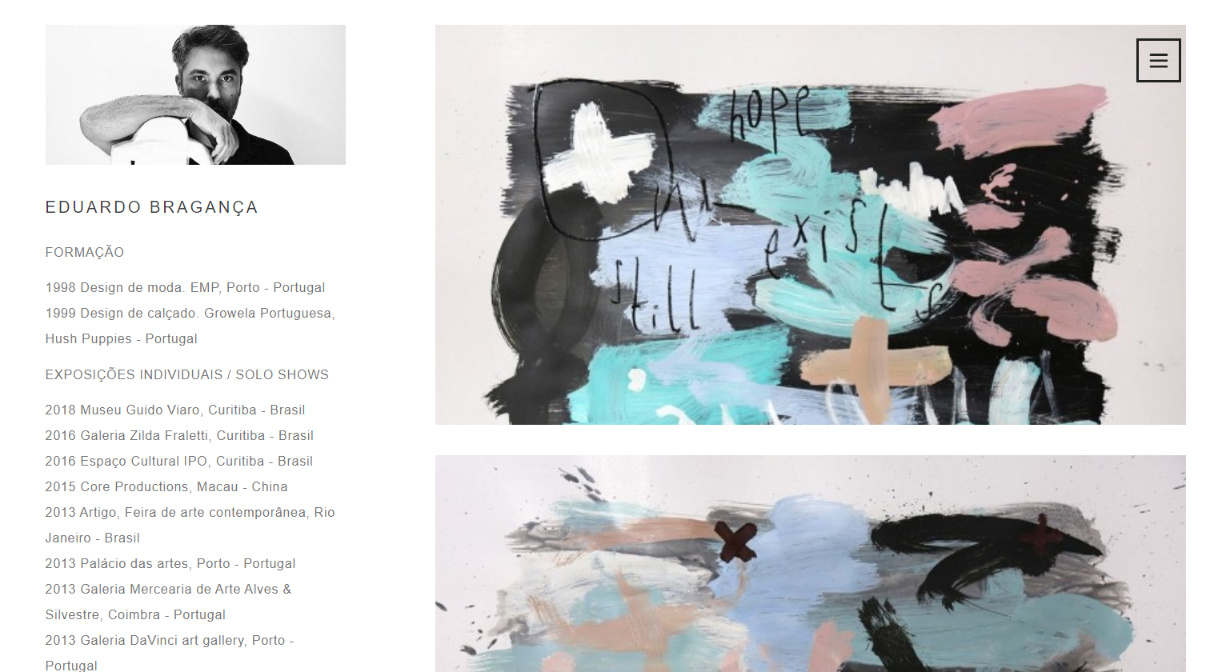 EDUARDO BRAGANÇA
FORMAÇÃO
1998 Design de moda. EMP, Porto - Portugal
1999 Design de calçado. Growela Portuguesa,
Hush Puppies - Portugal
EXPOSIÇÕES INDIVIDUAIS / SOLO SHOWS
2018 Museu Guido Viaro, Curitiba - Brasil
2016 Galeria Zilda Fraletti, Curitiba - Brasil
2016 Espaço Cultural IPO, Curitiba - Brasil
2015 Core Productions, Macau - China
2013 Artigo, Feira de arte contemporânea, Rio
Janeiro - Brasil
2013 Palácio das artes, Porto - Portugal
2013 Galeria Mercearia de Arte Alves &
Silvestre, Coimbra - Portugal
2013 Galeria DaVinci art gallery, Porto -
Portugal
hope
still
exists